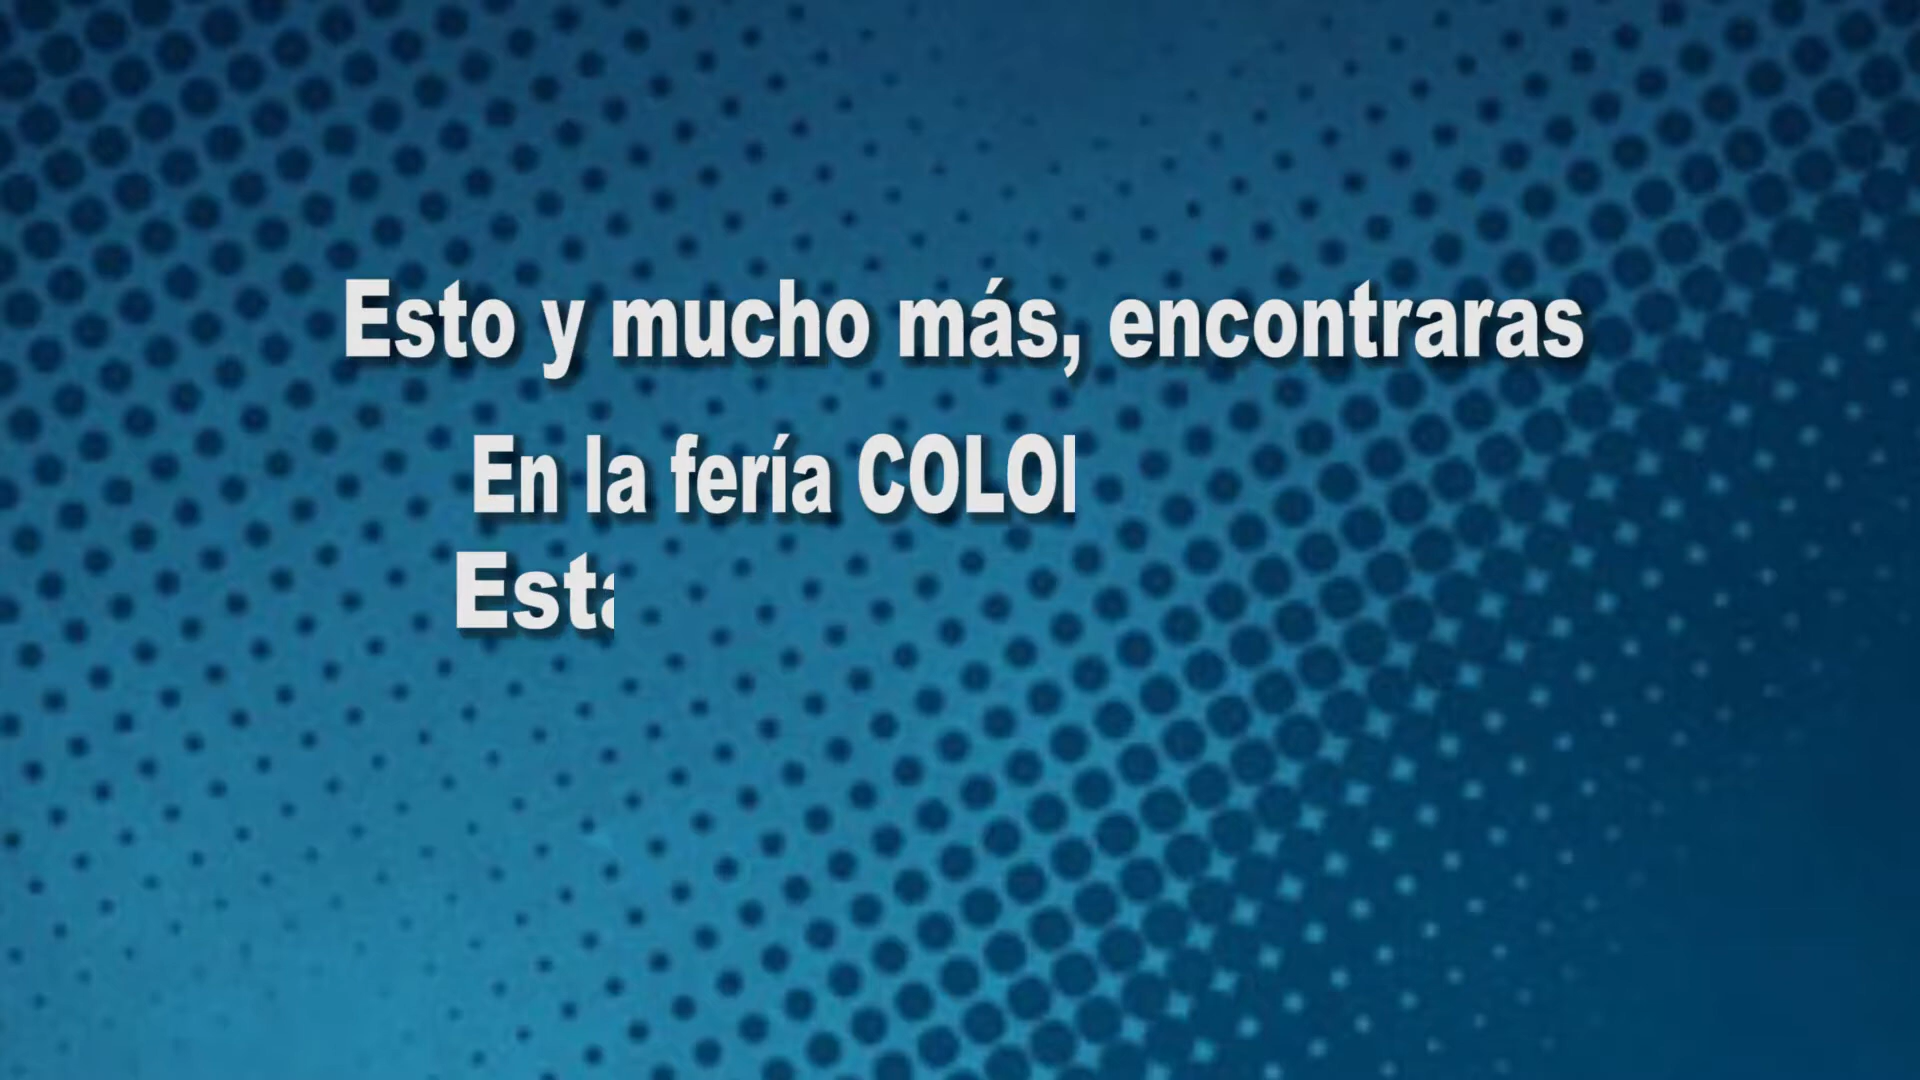 Esto y mucho más, encontraras
En la fería